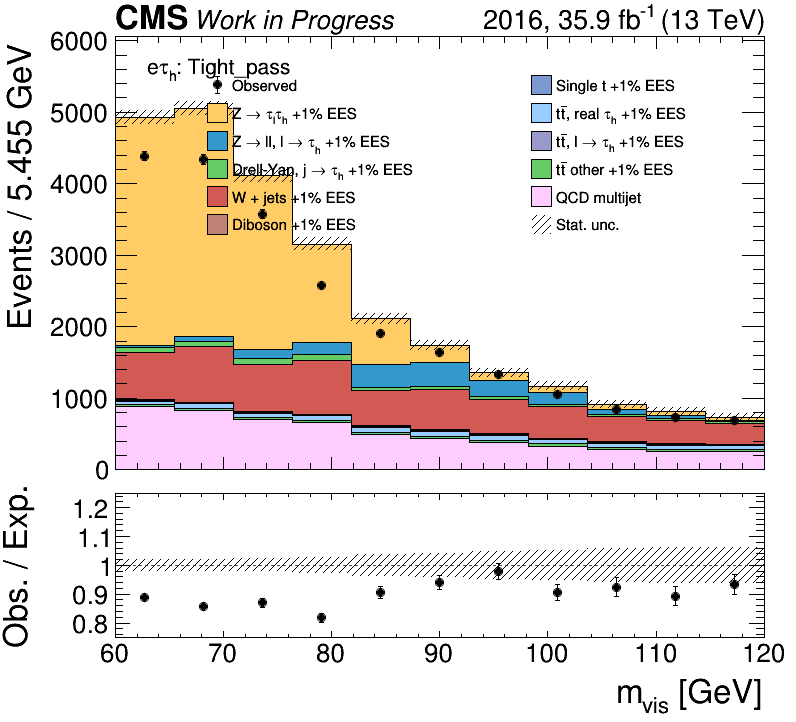 CMS Work in Progress 2016, 35.9 fb⁻¹ (13 TeV)
Events / 5.455 GeV
6000
5000
4000
3000
2000
1000
0
eτh: Tight_pass
Observed
Z → τlτh +1% EES
Z → ll, l → τh +1% EES
Drell-Yan, j → τh +1% EES
W + jets +1% EES
Diboson +1% EES
Single t +1% EES
tt̄, real τh +1% EES
tt̄, l → τh +1% EES
tt̄ other +1% EES
QCD multijet
Stat. unc.
Obs. / Exp.
1.2
1.1
1
0.9
0.8
60 70 80 90 100 110 120
mvis [GeV]